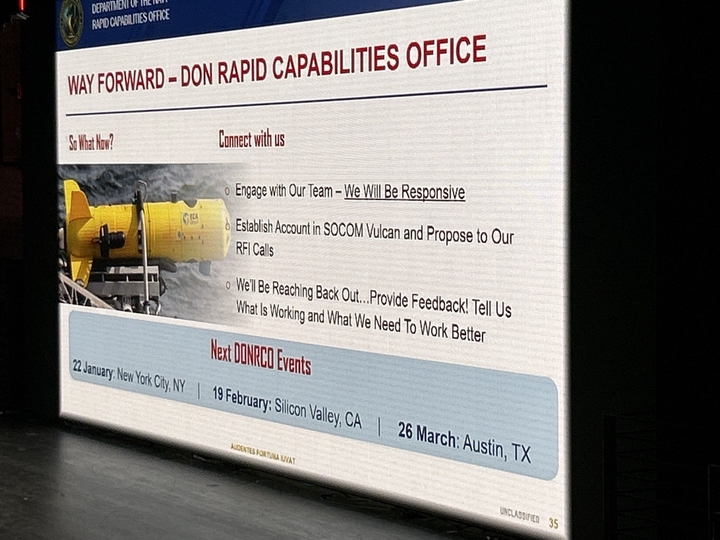 DEPARTMENT OF THE NAVY
RAPID CAPABILITIES OFFICE
WAY FORWARD – DON RAPID CAPABILITIES OFFICE
So What Now?
Connect with us
○ Engage with Our Team – We Will Be Responsive
○ Establish Account in SOCOM Vulcan and Propose to Our
RFI Calls
○ We'll Be Reaching Back Out...Provide Feedback! Tell Us
What Is Working and What We Need To Work Better
ECA
Next DONRCO Events
22 January: New York City, NY | 19 February: Silicon Valley, CA | 26 March: Austin, TX
AUDENTES FORTUNA IUVAT
UNCLASSIFIED 35